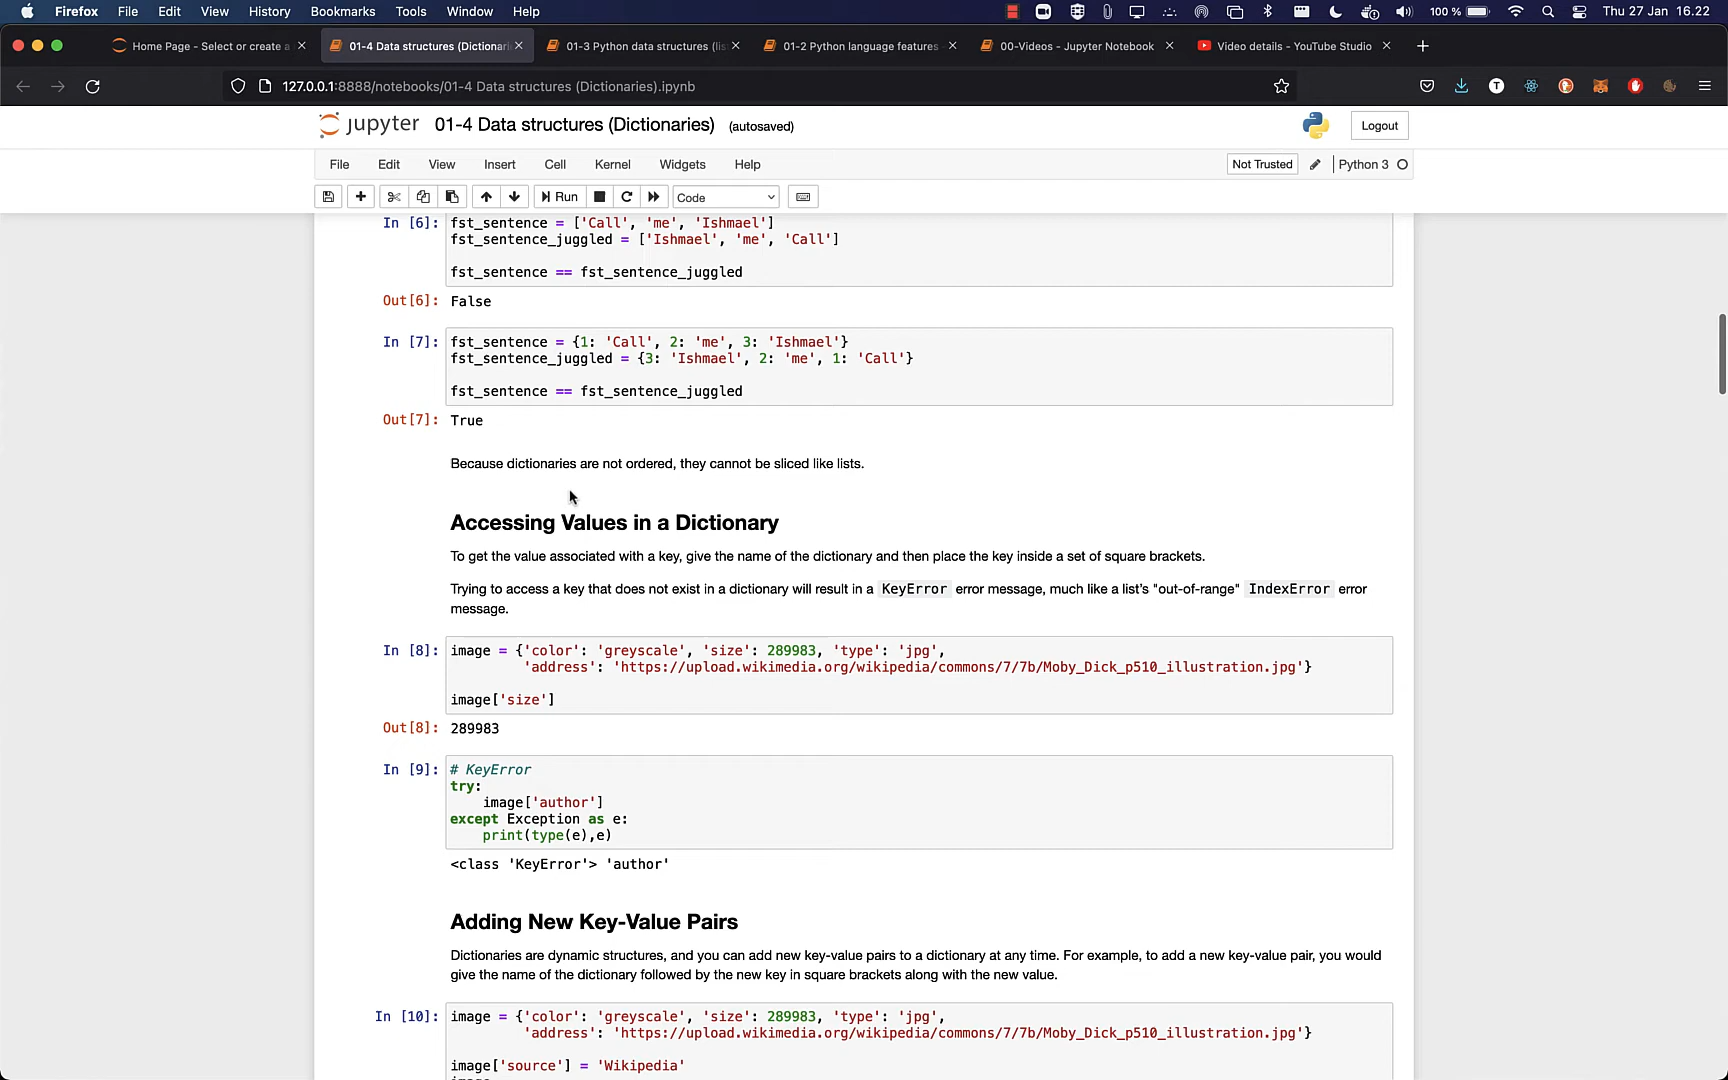 Firefox File Edit View History Bookmarks Tools Window Help 100 % Thu 27 Jan 16.22
Home Page - Select or create a 01-4 Data structures (Dictionari 01-3 Python data structures (lis 01-2 Python language features 00-Videos - Jupyter Notebook Video details - YouTube Studio
127.0.0.1:8888/notebooks/01-4 Data structures (Dictionaries).ipynb
jupyter 01-4 Data structures (Dictionaries) (autosaved) Logout
File Edit View Insert Cell Kernel Widgets Help Not Trusted Python 3
Run Code
In [6]: fst_sentence = ['Call', 'me', 'Ishmael']
fst_sentence_juggled = ['Ishmael', 'me', 'Call']
fst_sentence == fst_sentence_juggled
Out[6]: False
In [7]: fst_sentence = {1: 'Call', 2: 'me', 3: 'Ishmael'}
fst_sentence_juggled = {3: 'Ishmael', 2: 'me', 1: 'Call'}
fst_sentence == fst_sentence_juggled
Out[7]: True
Because dictionaries are not ordered, they cannot be sliced like lists.
Accessing Values in a Dictionary
To get the value associated with a key, give the name of the dictionary and then place the key inside a set of square brackets.
Trying to access a key that does not exist in a dictionary will result in a KeyError error message, much like a list's "out-of-range" IndexError error
message.
In [8]: image = {'color': 'greyscale', 'size': 289983, 'type': 'jpg',
'address': 'https://upload.wikimedia.org/wikipedia/commons/7/7b/Moby_Dick_p510_illustration.jpg'}
image['size']
Out[8]: 289983
In [9]: # KeyError
try:
image['author']
except Exception as e:
print(type(e),e)
<class 'KeyError'> 'author'
Adding New Key-Value Pairs
Dictionaries are dynamic structures, and you can add new key-value pairs to a dictionary at any time. For example, to add a new key-value pair, you would
give the name of the dictionary followed by the new key in square brackets along with the new value.
In [10]: image = {'color': 'greyscale', 'size': 289983, 'type': 'jpg',
'address': 'https://upload.wikimedia.org/wikipedia/commons/7/7b/Moby_Dick_p510_illustration.jpg'}
image['source'] = 'Wikipedia'